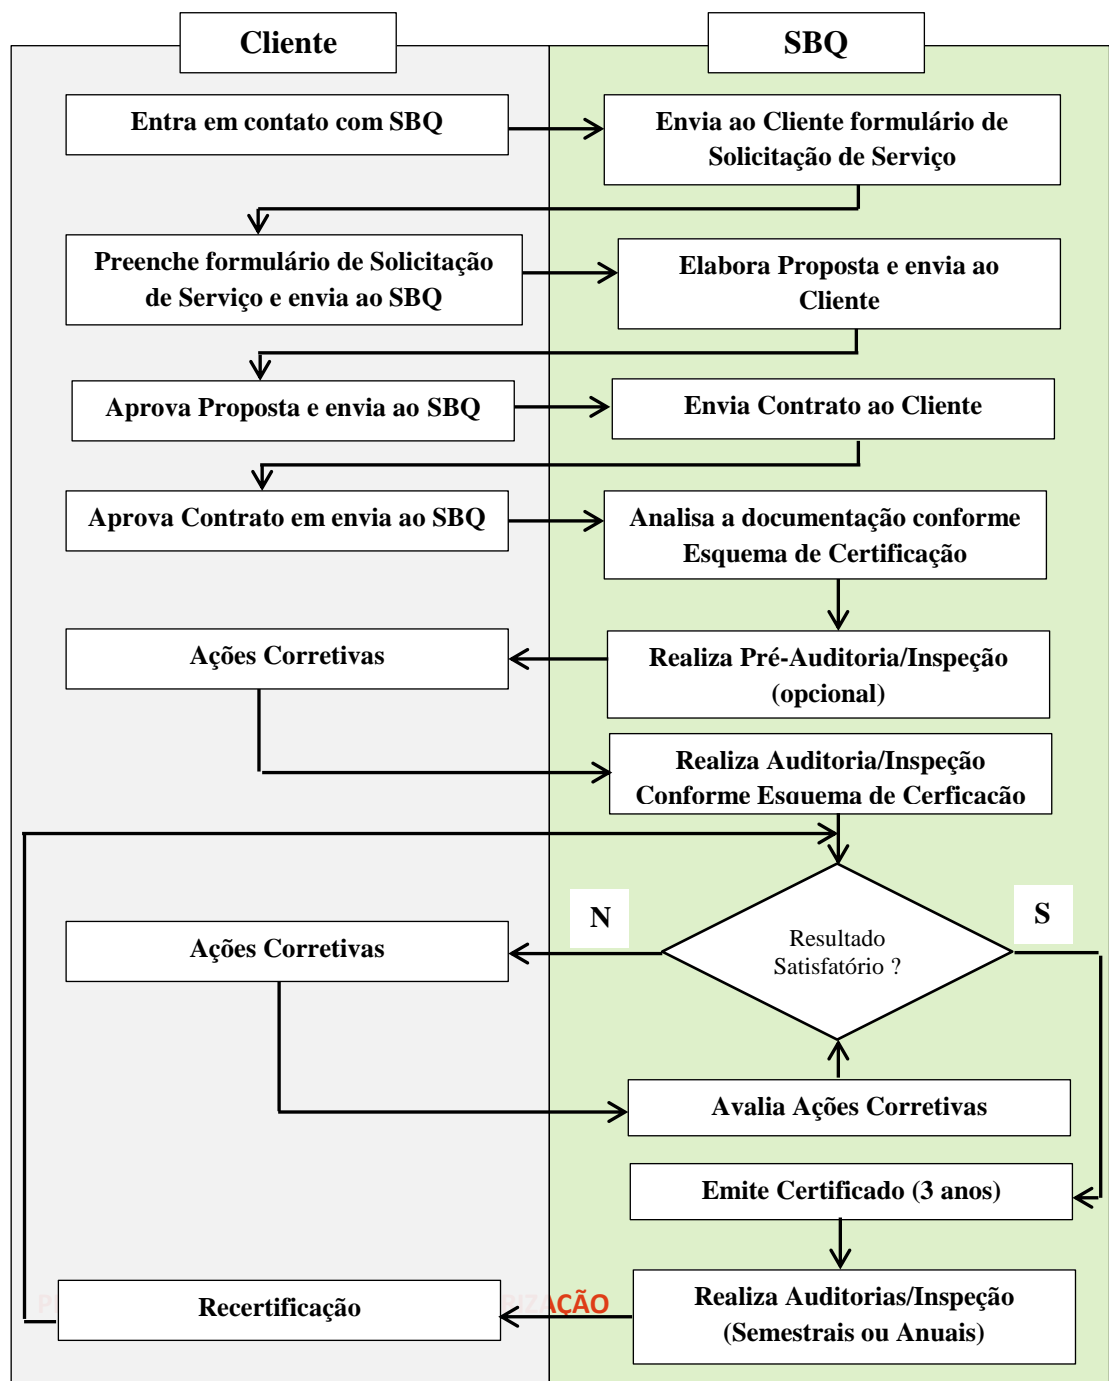 Cliente
SBQ
Entra em contato com SBQ
Envia ao Cliente formulário de
Solicitação de Serviço
Preenche formulário de Solicitação
de Serviço e envia ao SBQ
Elabora Proposta e envia ao
Cliente
Aprova Proposta e envia ao SBQ
Envia Contrato ao Cliente
Aprova Contrato em envia ao SBQ
Analisa a documentação conforme
Esquema de Certificação
Ações Corretivas
Realiza Pré-Auditoria/Inspeção
(opcional)
Realiza Auditoria/Inspeção
Conforme Esquema de Cerficação
N
S
Resultado
Satisfatório ?
Ações Corretivas
Avalia Ações Corretivas
Emite Certificado (3 anos)
Recertificação
Realiza Auditorias/Inspeção
(Semestrais ou Anuais)